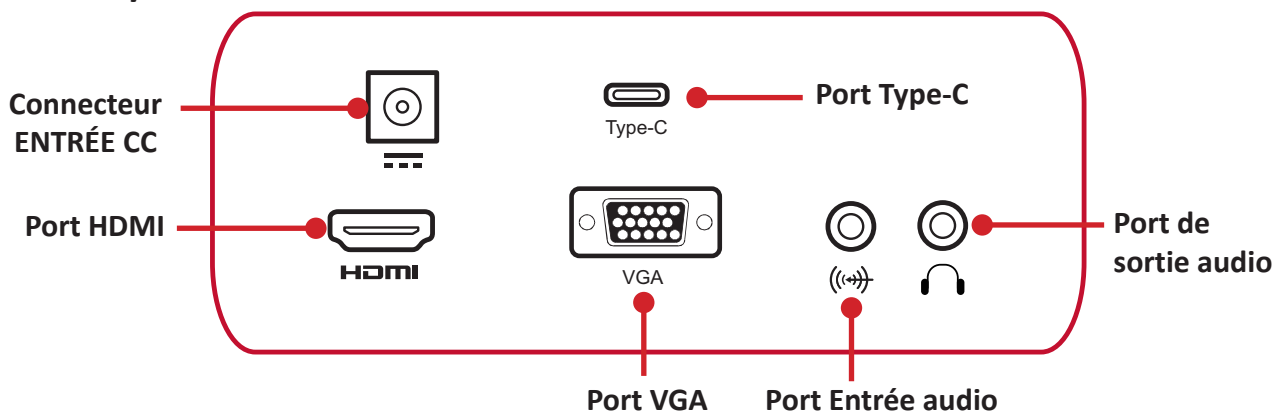 Connecteur
ENTRÉE CC
Type-C
Port Type-C
Port HDMI
HDMI
VGA
Port de
sortie audio
Port VGA
Port Entrée audio